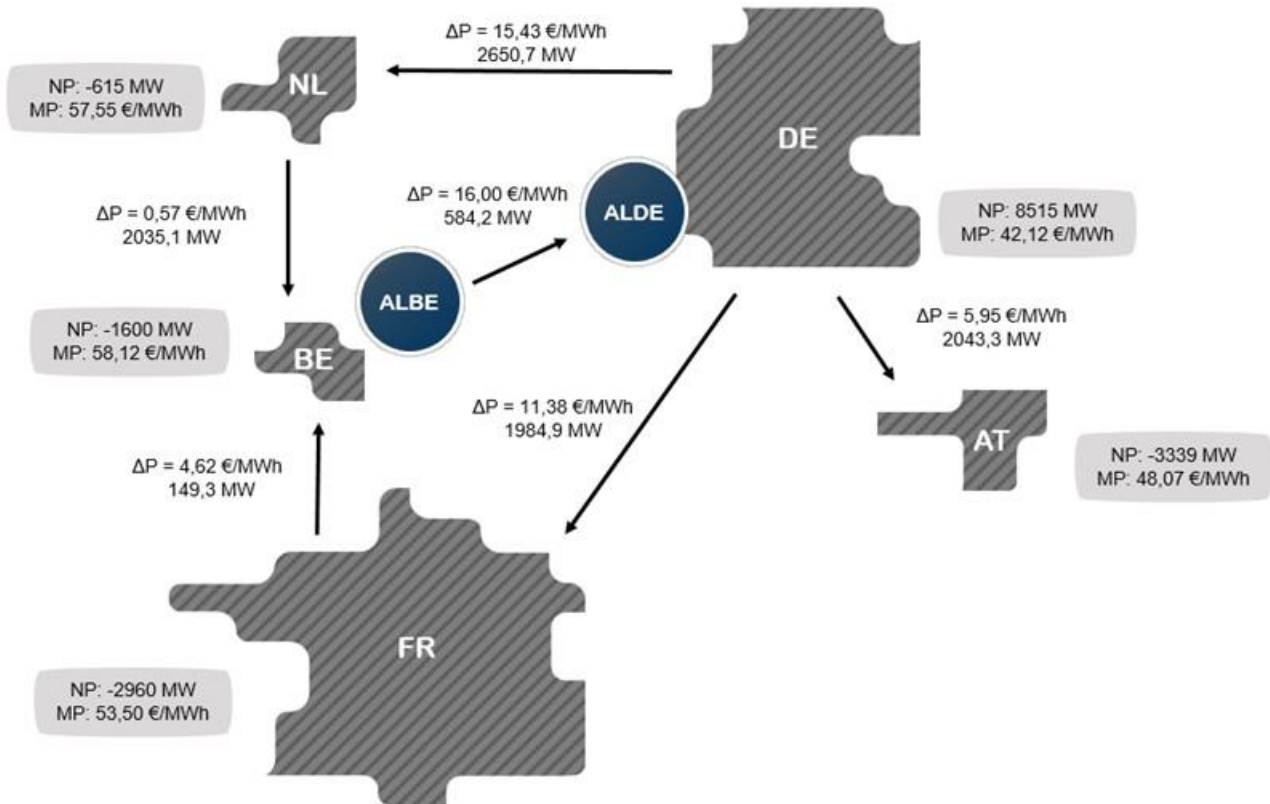 ΔP = 15,43 €/MWh
2650,7 MW
NL
NP: -615 MW
MP: 57,55 €/MWh
DE
ΔP = 16,00 €/MWh
584,2 MW
ALDE
ΔP = 0,57 €/MWh
2035,1 MW
NP: 8515 MW
MP: 42,12 €/MWh
ALBE
NP: -1600 MW
MP: 58,12 €/MWh
BE
ΔP = 5,95 €/MWh
2043,3 MW
ΔP = 11,38 €/MWh
1984,9 MW
AT
NP: -3339 MW
MP: 48,07 €/MWh
ΔP = 4,62 €/MWh
149,3 MW
FR
NP: -2960 MW
MP: 53,50 €/MWh